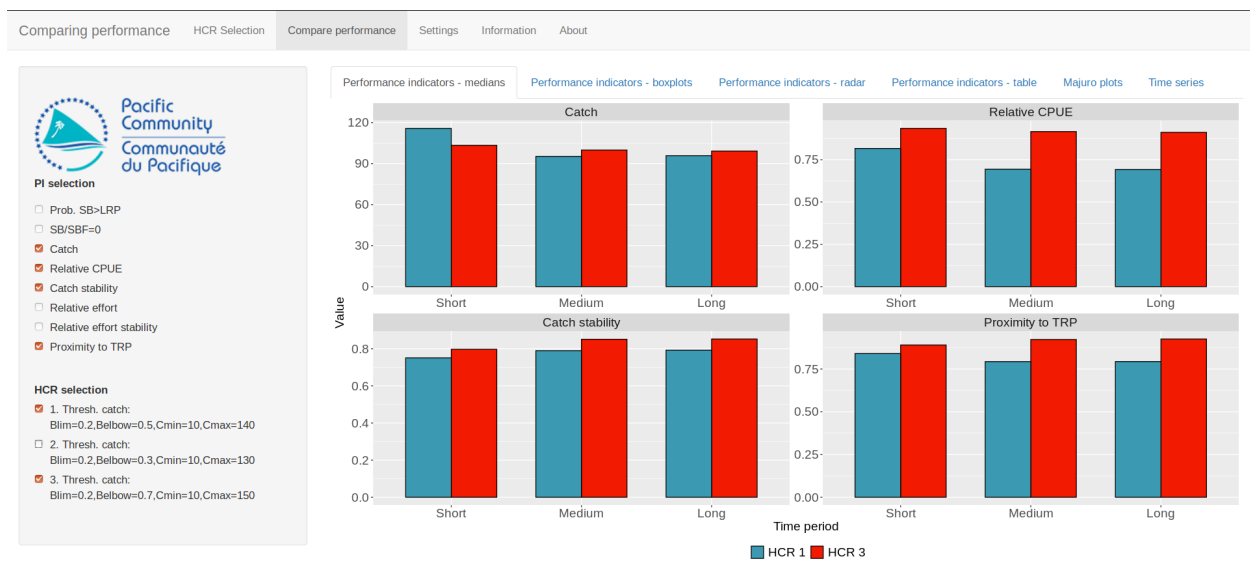 Comparing performance HCR Selection Compare performance Settings Information About
Pacific
Community
Communauté
du Pacifique
PI selection
Prob. SB>LRP
SB/SBF=0
Catch
Relative CPUE
Catch stability
Relative effort
Relative effort stability
Proximity to TRP
HCR selection
1. Thresh. catch:
Blim=0.2,Belbow=0.5,Cmin=10,Cmax=140
2. Thresh. catch:
Blim=0.2,Belbow=0.3,Cmin=10,Cmax=130
3. Thresh. catch:
Blim=0.2,Belbow=0.7,Cmin=10,Cmax=150
Performance indicators - medians Performance indicators - boxplots Performance indicators - radar Performance indicators - table Majuro plots Time series
Catch
120
90
60
30
0
Short Medium Long
Relative CPUE
0.75
0.50
0.25
0.00
Short Medium Long
Value
Catch stability
0.8
0.6
0.4
0.2
0.0
Short Medium Long
Proximity to TRP
0.75
0.50
0.25
0.00
Short Medium Long
Time period
HCR 1 HCR 3